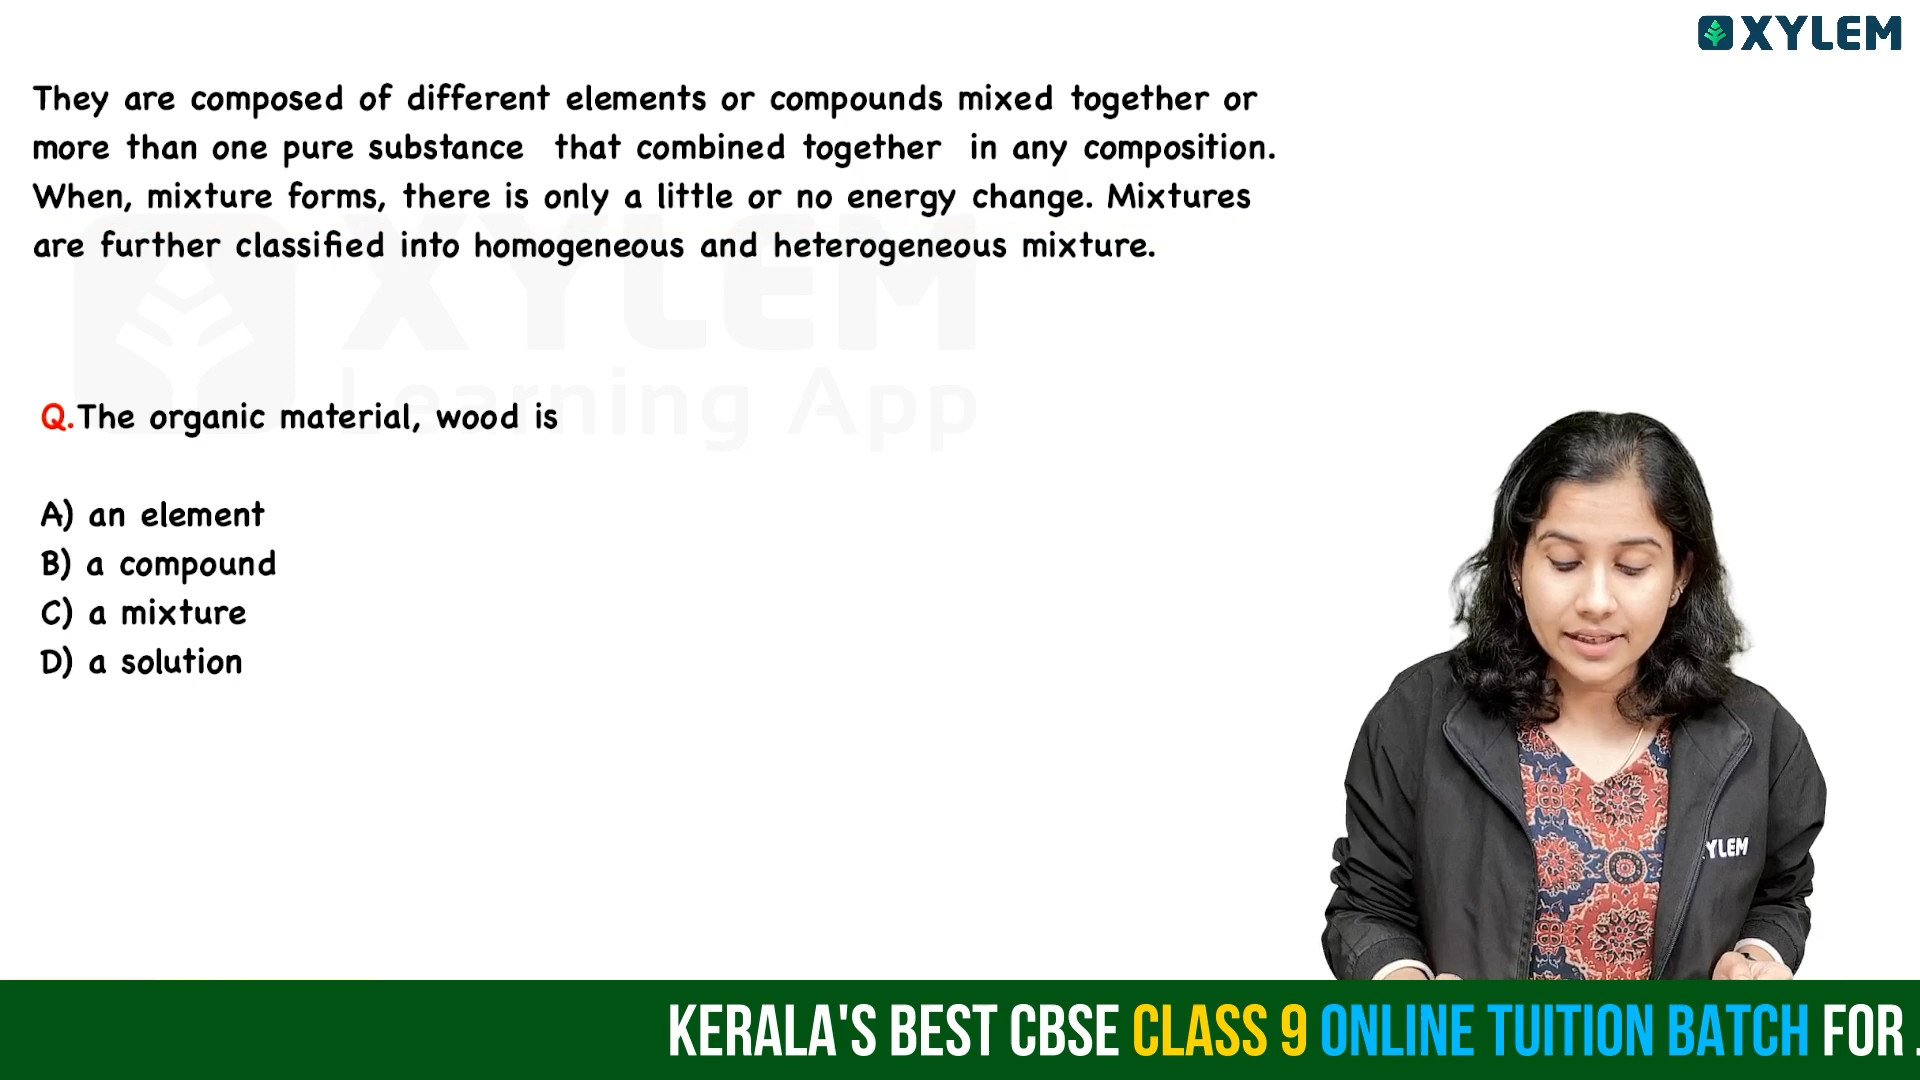 XYLEM
They are composed of different elements or compounds mixed together or
more than one pure substance that combined together in any composition.
When, mixture forms, there is only a little or no energy change. Mixtures
are further classified into homogeneous and heterogeneous mixture.
XYLEM
Learning App
Q.The organic material, wood is
A) an element
B) a compound
C) a mixture
D) a solution
YLEM
KERALA'S BEST CBSE CLASS 9 ONLINE TUITION BATCH FOR